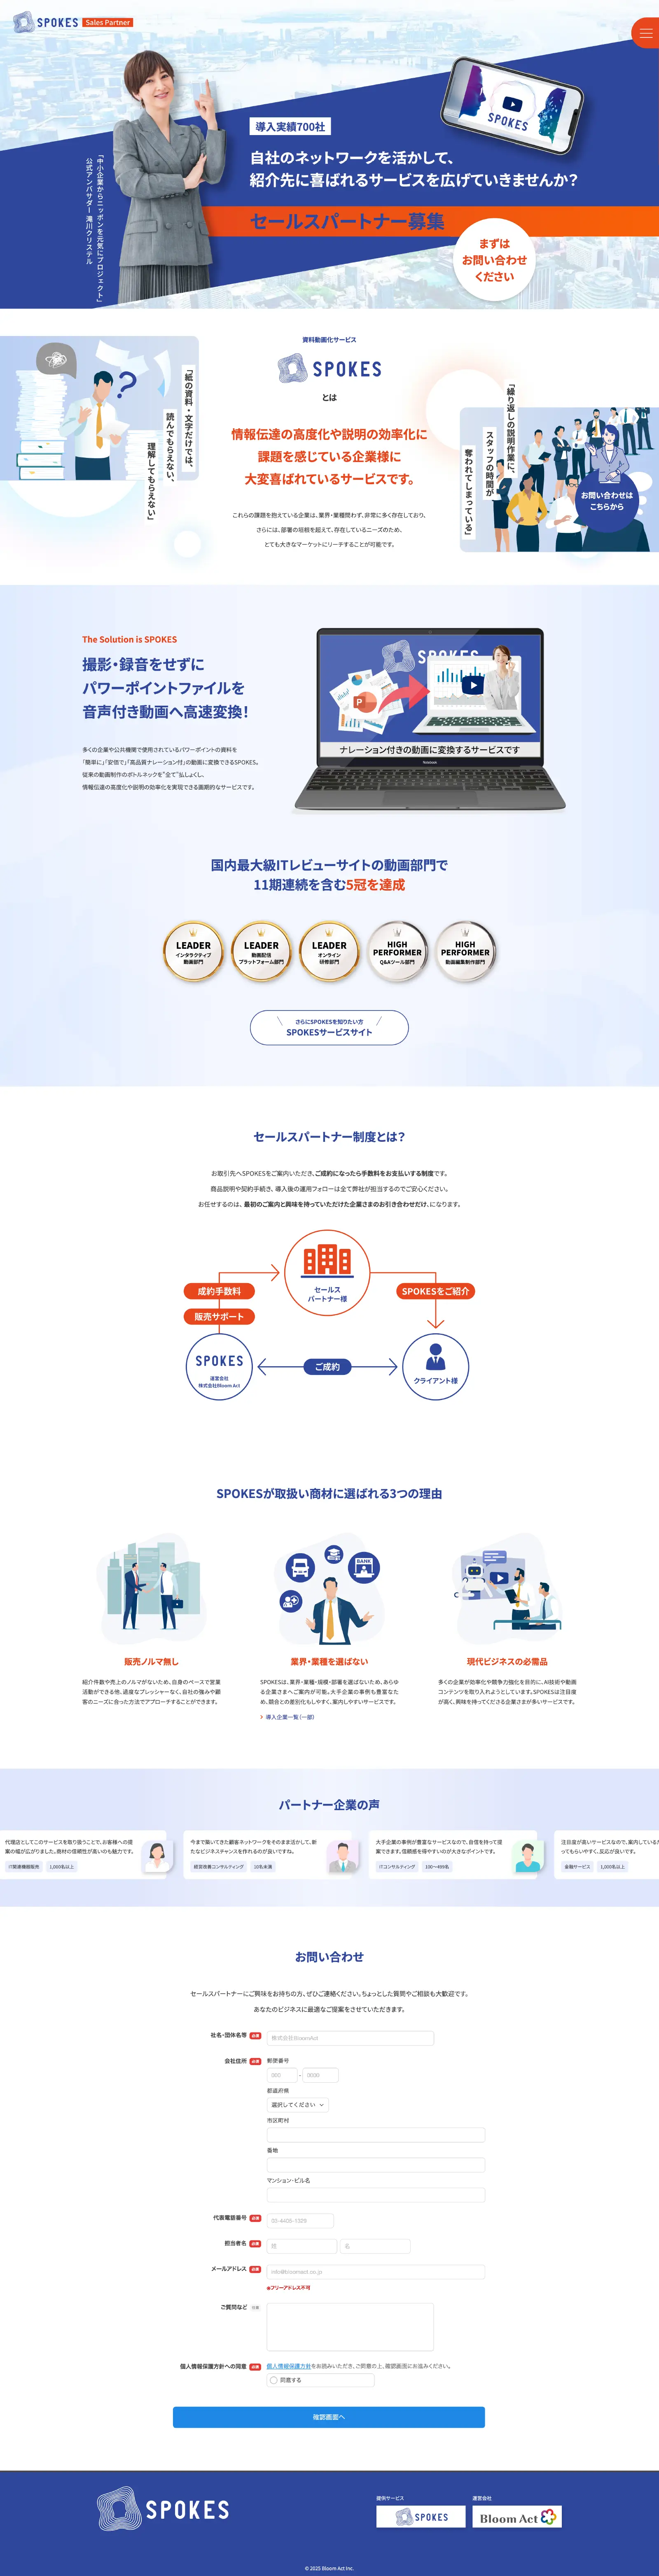 SPOKES Sales Partner
「中小企業からニッポンを元気にプロジェクト」
公式アンバサダー 滝川クリステル
導入実績700社
自社のネットワークを活かして、
紹介先に喜ばれるサービスを広げていきませんか？
セールスパートナー募集
まずは
お問い合わせ
ください
SPOKES
資料動画化サービス
SPOKES
とは
「紙の資料・文字だけでは、
読んでもらえない、
理解してもらえない」
情報伝達の高度化や説明の効率化に
課題を感じている企業様に
大変喜ばれているサービスです。
これらの課題を抱えている企業は、業界・業種問わず、非常に多く存在しており、
さらには、部署の垣根を超えて、存在しているニーズのため、
とても大きなマーケットにリーチすることが可能です。
「繰り返しの説明作業に、
スタッフの時間が
奪われてしまっている」
お問い合わせは
こちらから
The Solution is SPOKES
撮影・録音をせずに
パワーポイントファイルを
音声付き動画へ高速変換！
多くの企業や公共機関で使用されているパワーポイントの資料を
「簡単に」「安価で」「高品質ナレーション付」の動画に変換できるSPOKES。
従来の動画制作のボトルネックを"全て"払しょくし、
情報伝達の高度化や説明の効率化を実現できる画期的なサービスです。
SPOKES
P
ナレーション付きの動画に変換するサービスです
国内最大級ITレビューサイトの動画部門で
11期連続を含む5冠を達成
LEADER
インタラクティブ
動画部門
LEADER
動画配信
プラットフォーム部門
LEADER
オンライン
研修部門
HIGH
PERFORMER
Q&Aツール部門
HIGH
PERFORMER
動画編集制作部門
さらにSPOKESを知りたい方
SPOKESサービスサイト
セールスパートナー制度とは？
お取引先へSPOKESをご案内いただき、ご成約になったら手数料をお支払いする制度です。
商品説明や契約手続き、導入後の運用フォローは全て弊社が担当するのでご安心ください。
お任せするのは、最初のご案内と興味を持っていただけた企業さまのお引き合わせだけ、になります。
セールス
パートナー様
成約手数料
販売サポート
SPOKESをご紹介
SPOKES
運営会社
株式会社Bloom Act
ご成約
クライアント様
SPOKESが取扱い商材に選ばれる3つの理由
BANK
販売ノルマ無し
紹介件数や売上のノルマがないため、自身のペースで営業
活動ができる他、過度なプレッシャーなく、自社の強みや顧
客のニーズに合った方法でアプローチすることができます。
業界・業種を選ばない
SPOKESは、業界・業種・規模・部署を選ばないため、あらゆ
る企業さまへご案内が可能。大手企業の事例も豊富なた
め、競合との差別化もしやすく、案内しやすいサービスです。
導入企業一覧（一部）
現代ビジネスの必需品
多くの企業が効率化や競争力強化を目的に、AI技術や動画
コンテンツを取り入れようとしています。SPOKESは注目度
が高く、興味を持ってくださる企業さまが多いサービスです。
パートナー企業の声
代理店としてこのサービスを取り扱うことで、お客様への提
案の幅が広がりました。商材の信頼性が高いのも魅力です。
IT関連機器販売 1,000名以上
今まで築いてきた顧客ネットワークをそのまま活かして、新
たなビジネスチャンスを作れるのが良いですね。
経営改善コンサルティング 10名未満
大手企業の事例が豊富なサービスなので、自信を持って提
案できます。信頼感を得やすいのが大きなポイントです。
ITコンサルティング 100〜499名
注目度が高いサービスなので、案内しているだ
ってもらいやすく、反応が良いです。
金融サービス 1,000名以上
お問い合わせ
セールスパートナーにご興味をお持ちの方、ぜひご連絡ください。ちょっとした質問やご相談も大歓迎です。
あなたのビジネスに最適なご提案をさせていただきます。
社名・団体名等 必須 株式会社BloomAct
会社住所 必須 郵便番号
000 - 0000
都道府県
選択してください
市区町村
番地
マンション・ビル名
代表電話番号 必須 03-4405-1329
担当者名 必須 姓 名
メールアドレス 必須 info@bloomact.co.jp
※フリーアドレス不可
ご質問など 任意
個人情報保護方針への同意 必須 個人情報保護方針をお読みいただき、ご同意の上、確認画面にお進みください。
同意する
確認画面へ
SPOKES
提供サービス
SPOKES
運営会社
Bloom Act
© 2025 Bloom Act Inc.